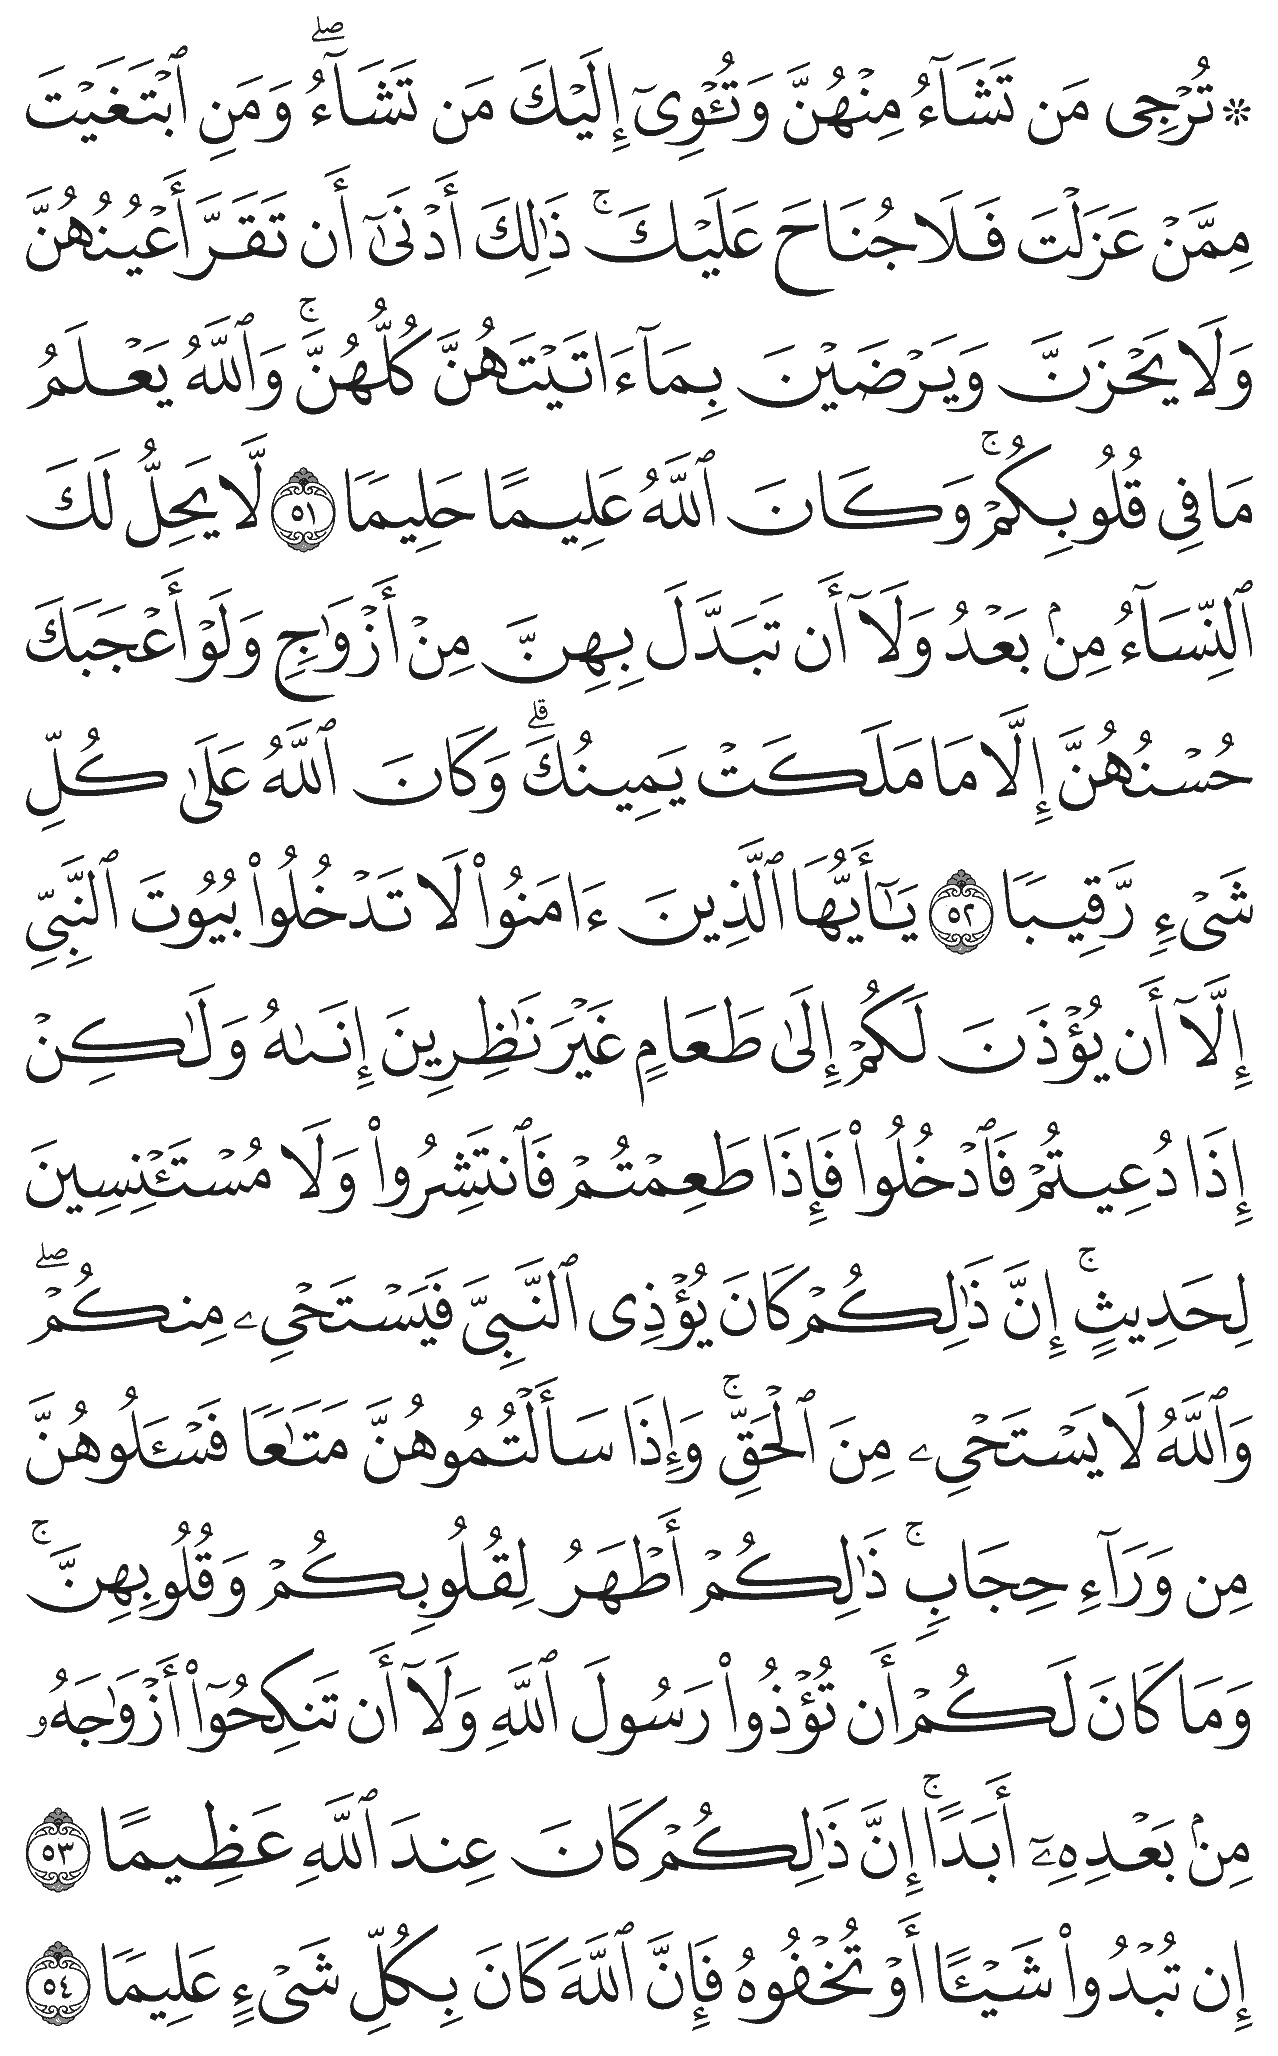 ۞ تُرْجِى مَن تَشَآءُ مِنْهُنَّ وَتُـْٔوِىٓ إِلَيْكَ مَن تَشَآءُ ۖ وَمَنِ ٱبْتَغَيْتَ
مِمَّنْ عَزَلْتَ فَلَا جُنَاحَ عَلَيْكَ ۚ ذَٰلِكَ أَدْنَىٰٓ أَن تَقَرَّ أَعْيُنُهُنَّ
وَلَا يَحْزَنَّ وَيَرْضَيْنَ بِمَآ ءَاتَيْتَهُنَّ كُلُّهُنَّ ۚ وَٱللَّهُ يَعْلَمُ
مَا فِى قُلُوبِكُمْ ۚ وَكَانَ ٱللَّهُ عَلِيمًا حَلِيمًا ٥١ لَّا يَحِلُّ لَكَ
ٱلنِّسَآءُ مِنۢ بَعْدُ وَلَآ أَن تَبَدَّلَ بِهِنَّ مِنْ أَزْوَٰجٍ وَلَوْ أَعْجَبَكَ
حُسْنُهُنَّ إِلَّا مَا مَلَكَتْ يَمِينُكَ ۗ وَكَانَ ٱللَّهُ عَلَىٰ كُلِّ
شَىْءٍ رَّقِيبًا ٥٢ يَـٰٓأَيُّهَا ٱلَّذِينَ ءَامَنُوا۟ لَا تَدْخُلُوا۟ بُيُوتَ ٱلنَّبِىِّ
إِلَّآ أَن يُؤْذَنَ لَكُمْ إِلَىٰ طَعَامٍ غَيْرَ نَـٰظِرِينَ إِنَىٰهُ وَلَـٰكِنْ
إِذَا دُعِيتُمْ فَٱدْخُلُوا۟ فَإِذَا طَعِمْتُمْ فَٱنتَشِرُوا۟ وَلَا مُسْتَـْٔنِسِينَ
لِحَدِيثٍ ۚ إِنَّ ذَٰلِكُمْ كَانَ يُؤْذِى ٱلنَّبِىَّ فَيَسْتَحْىِۦ مِنكُمْ ۖ
وَٱللَّهُ لَا يَسْتَحْىِۦ مِنَ ٱلْحَقِّ ۚ وَإِذَا سَأَلْتُمُوهُنَّ مَتَـٰعًا فَسْـَٔلُوهُنَّ
مِن وَرَآءِ حِجَابٍ ۚ ذَٰلِكُمْ أَطْهَرُ لِقُلُوبِكُمْ وَقُلُوبِهِنَّ ۚ
وَمَا كَانَ لَكُمْ أَن تُؤْذُوا۟ رَسُولَ ٱللَّهِ وَلَآ أَن تَنكِحُوٓا۟ أَزْوَٰجَهُۥ
مِنۢ بَعْدِهِۦٓ أَبَدًا ۚ إِنَّ ذَٰلِكُمْ كَانَ عِندَ ٱللَّهِ عَظِيمًا ٥٣
إِن تُبْدُوا۟ شَيْـًٔا أَوْ تُخْفُوهُ فَإِنَّ ٱللَّهَ كَانَ بِكُلِّ شَىْءٍ عَلِيمًا ٥٤